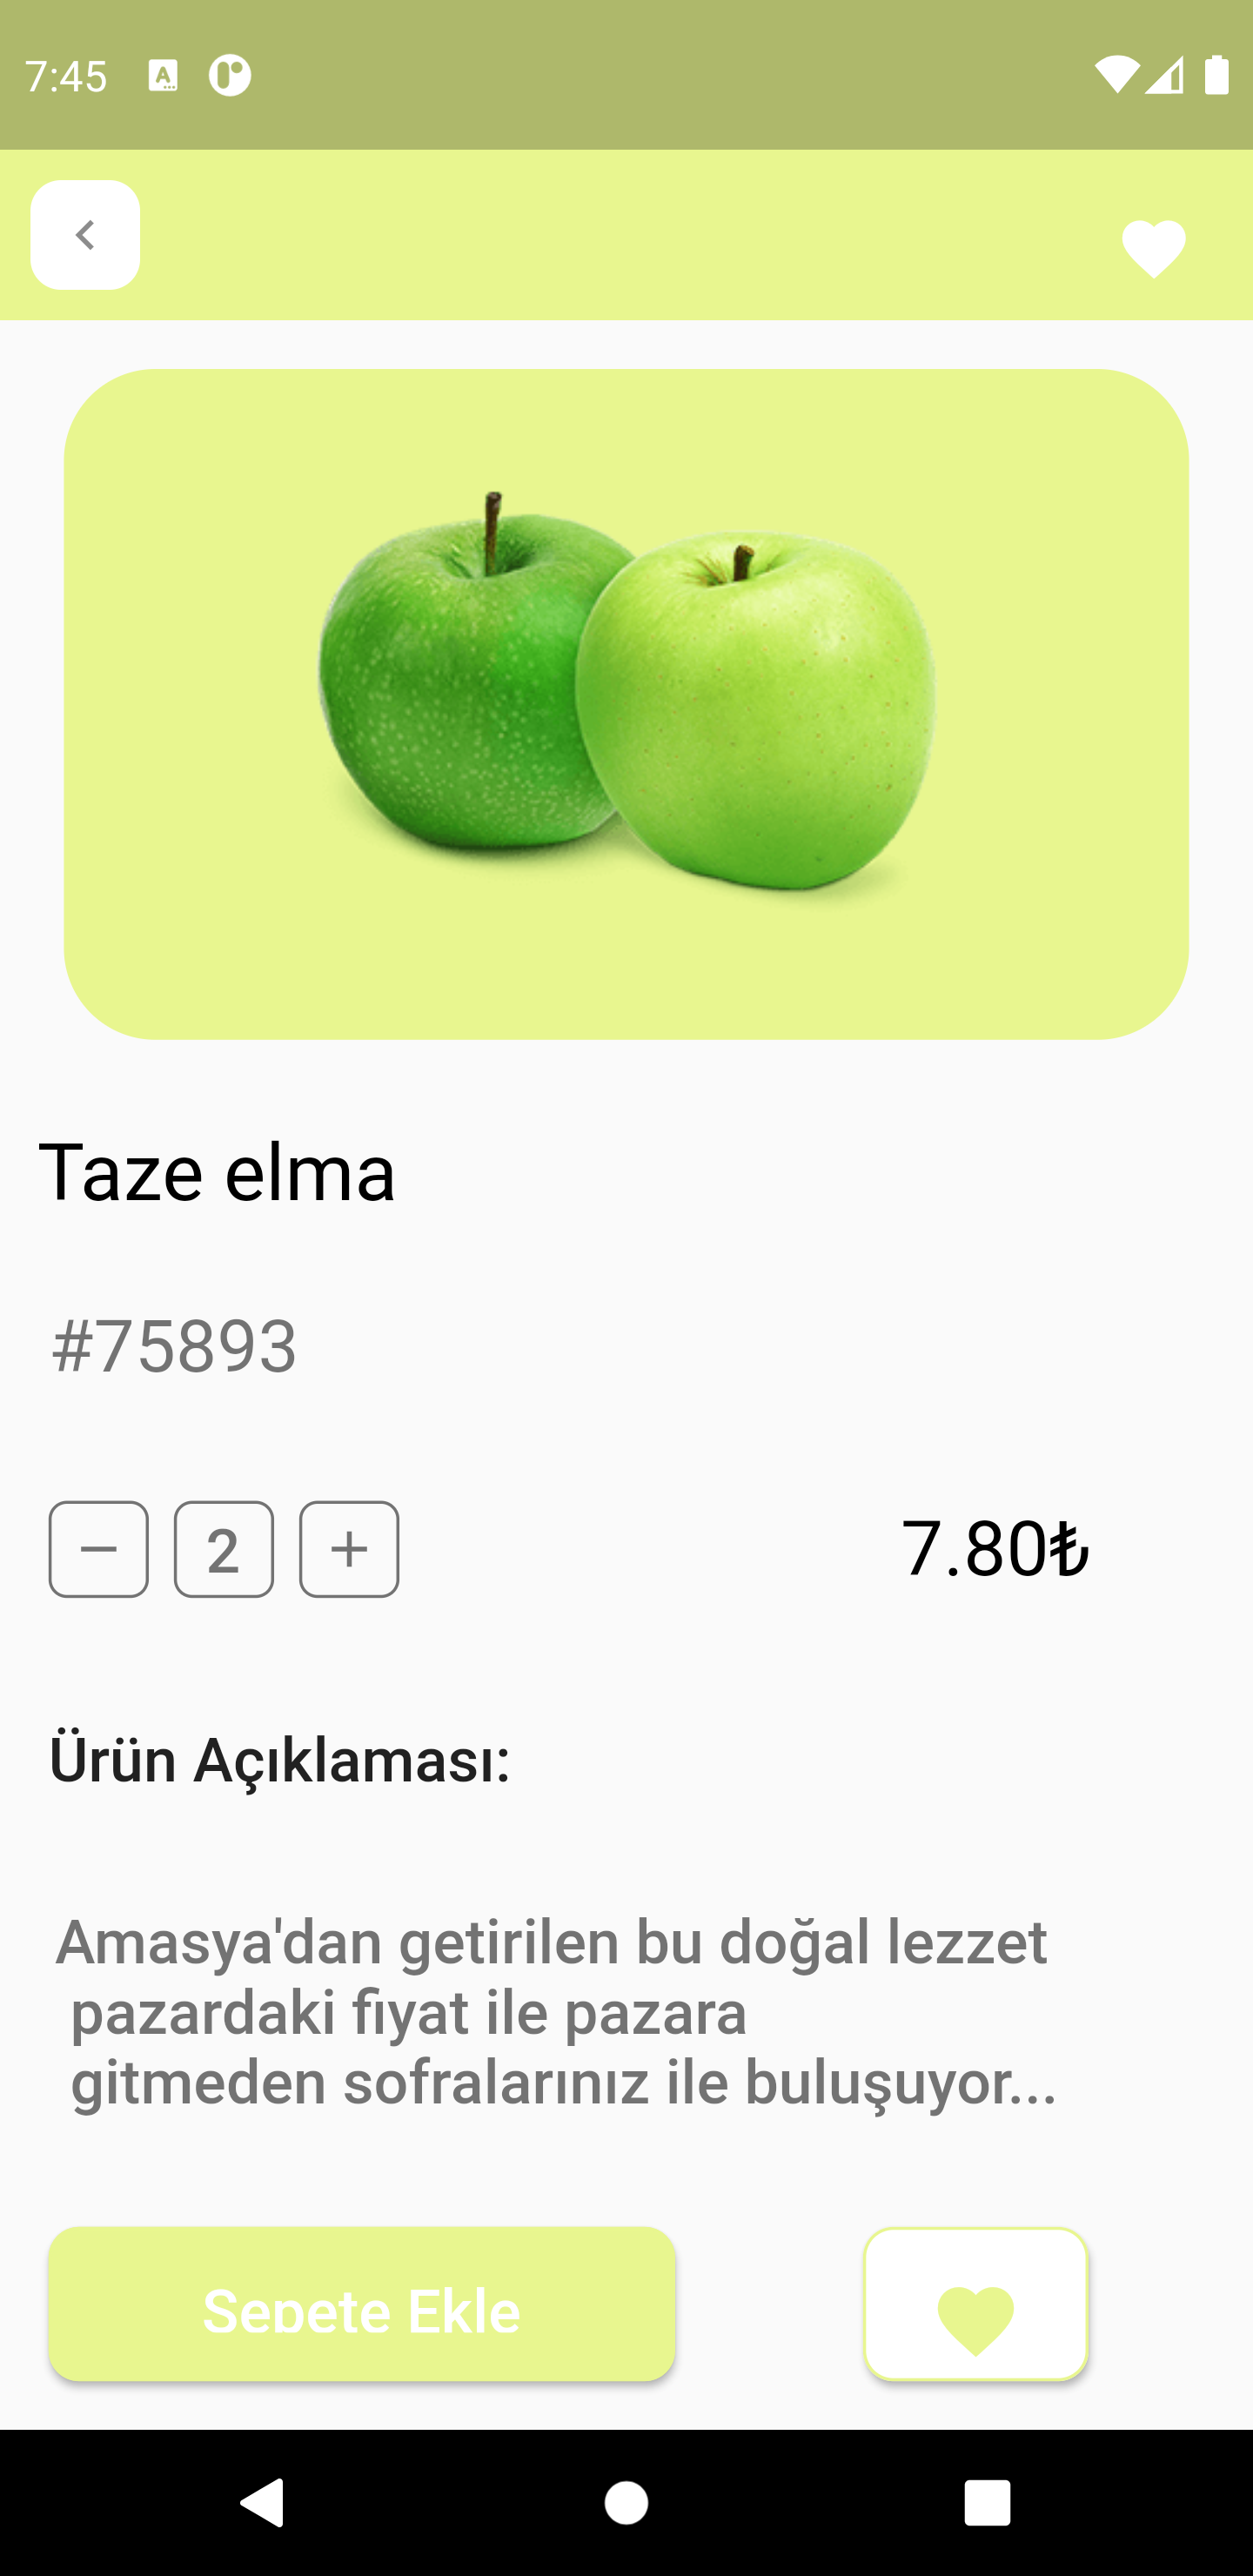 7:45
Taze elma
#75893
2
7.80₺
Ürün Açıklaması:
Amasya'dan getirilen bu doğal lezzet
pazardaki fiyat ile pazara
gitmeden sofralarınız ile buluşuyor...
Sepete Ekle